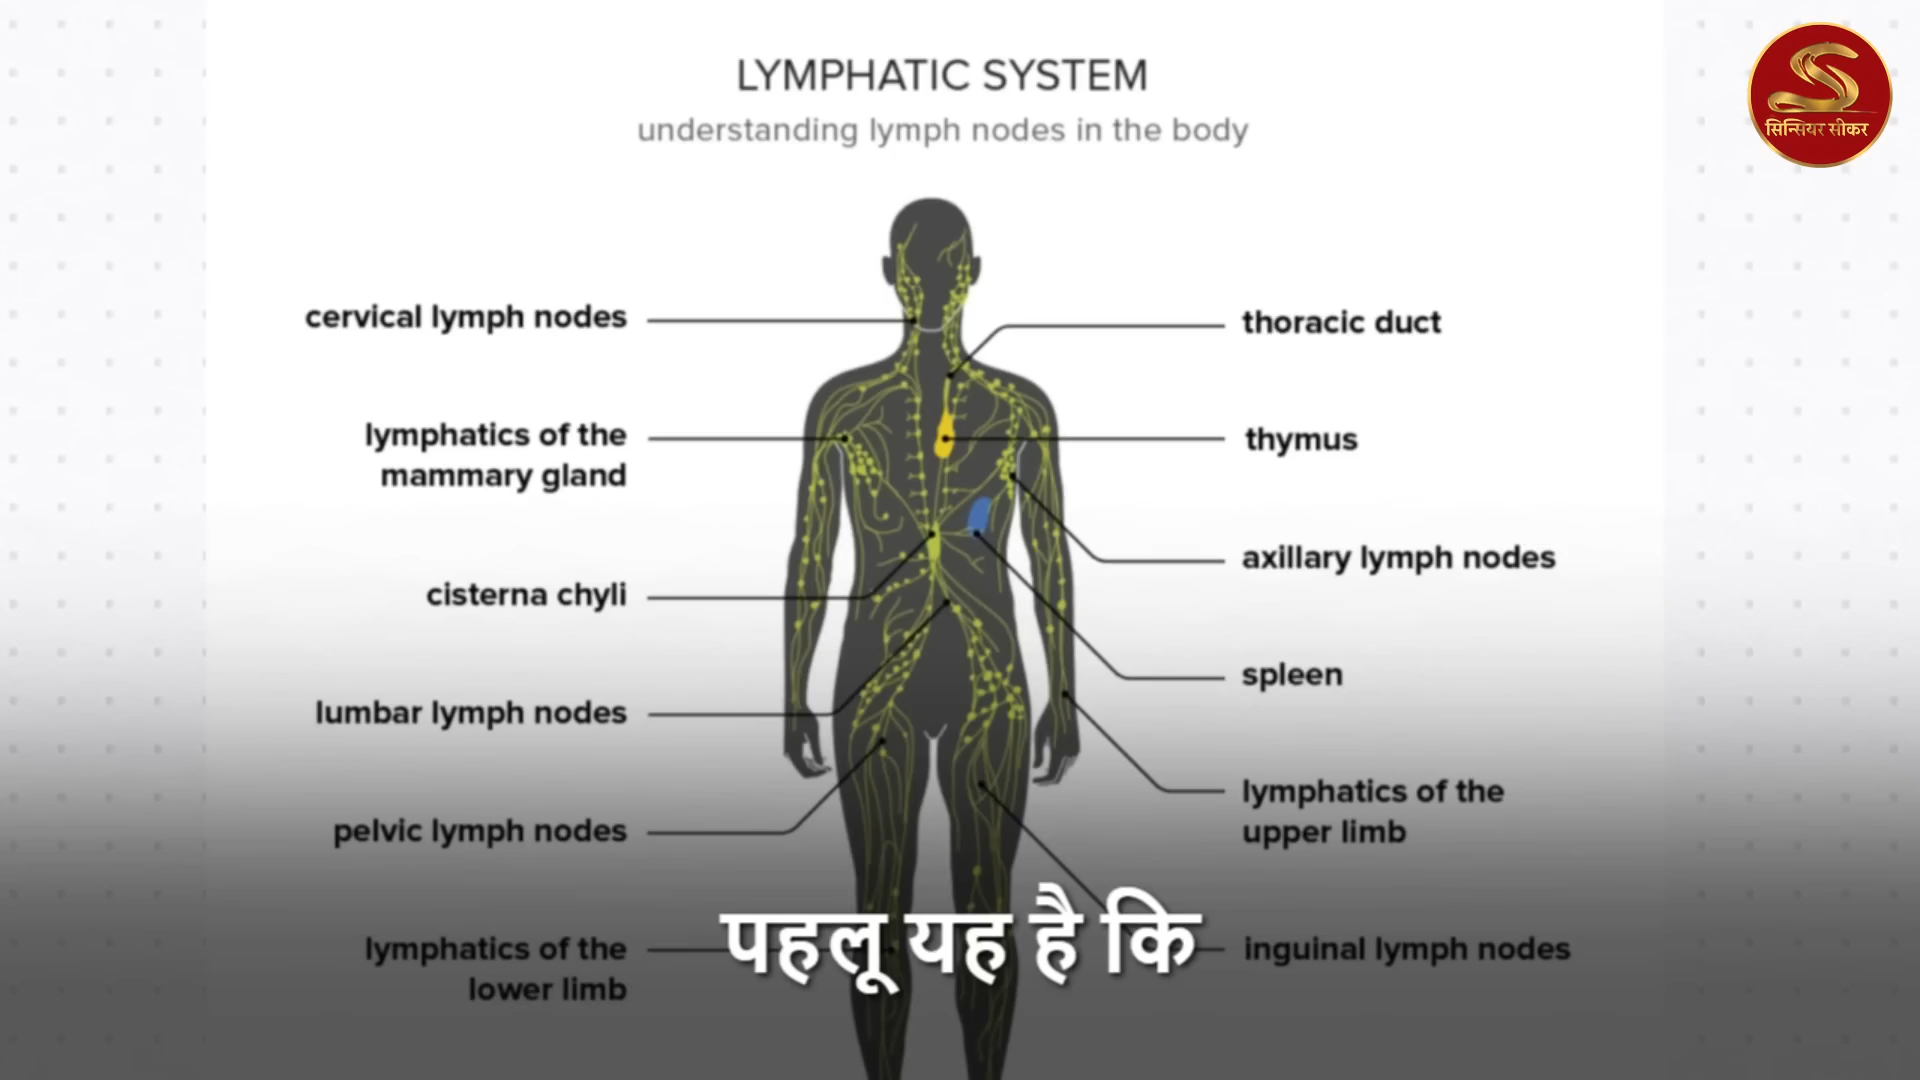 LYMPHATIC SYSTEM
understanding lymph nodes in the body
सिन्सियर सीकर
cervical lymph nodes
lymphatics of the
mammary gland
cisterna chyli
lumbar lymph nodes
pelvic lymph nodes
lymphatics of the
lower limb
thoracic duct
thymus
axillary lymph nodes
spleen
lymphatics of the
upper limb
inguinal lymph nodes
पहलू यह है कि